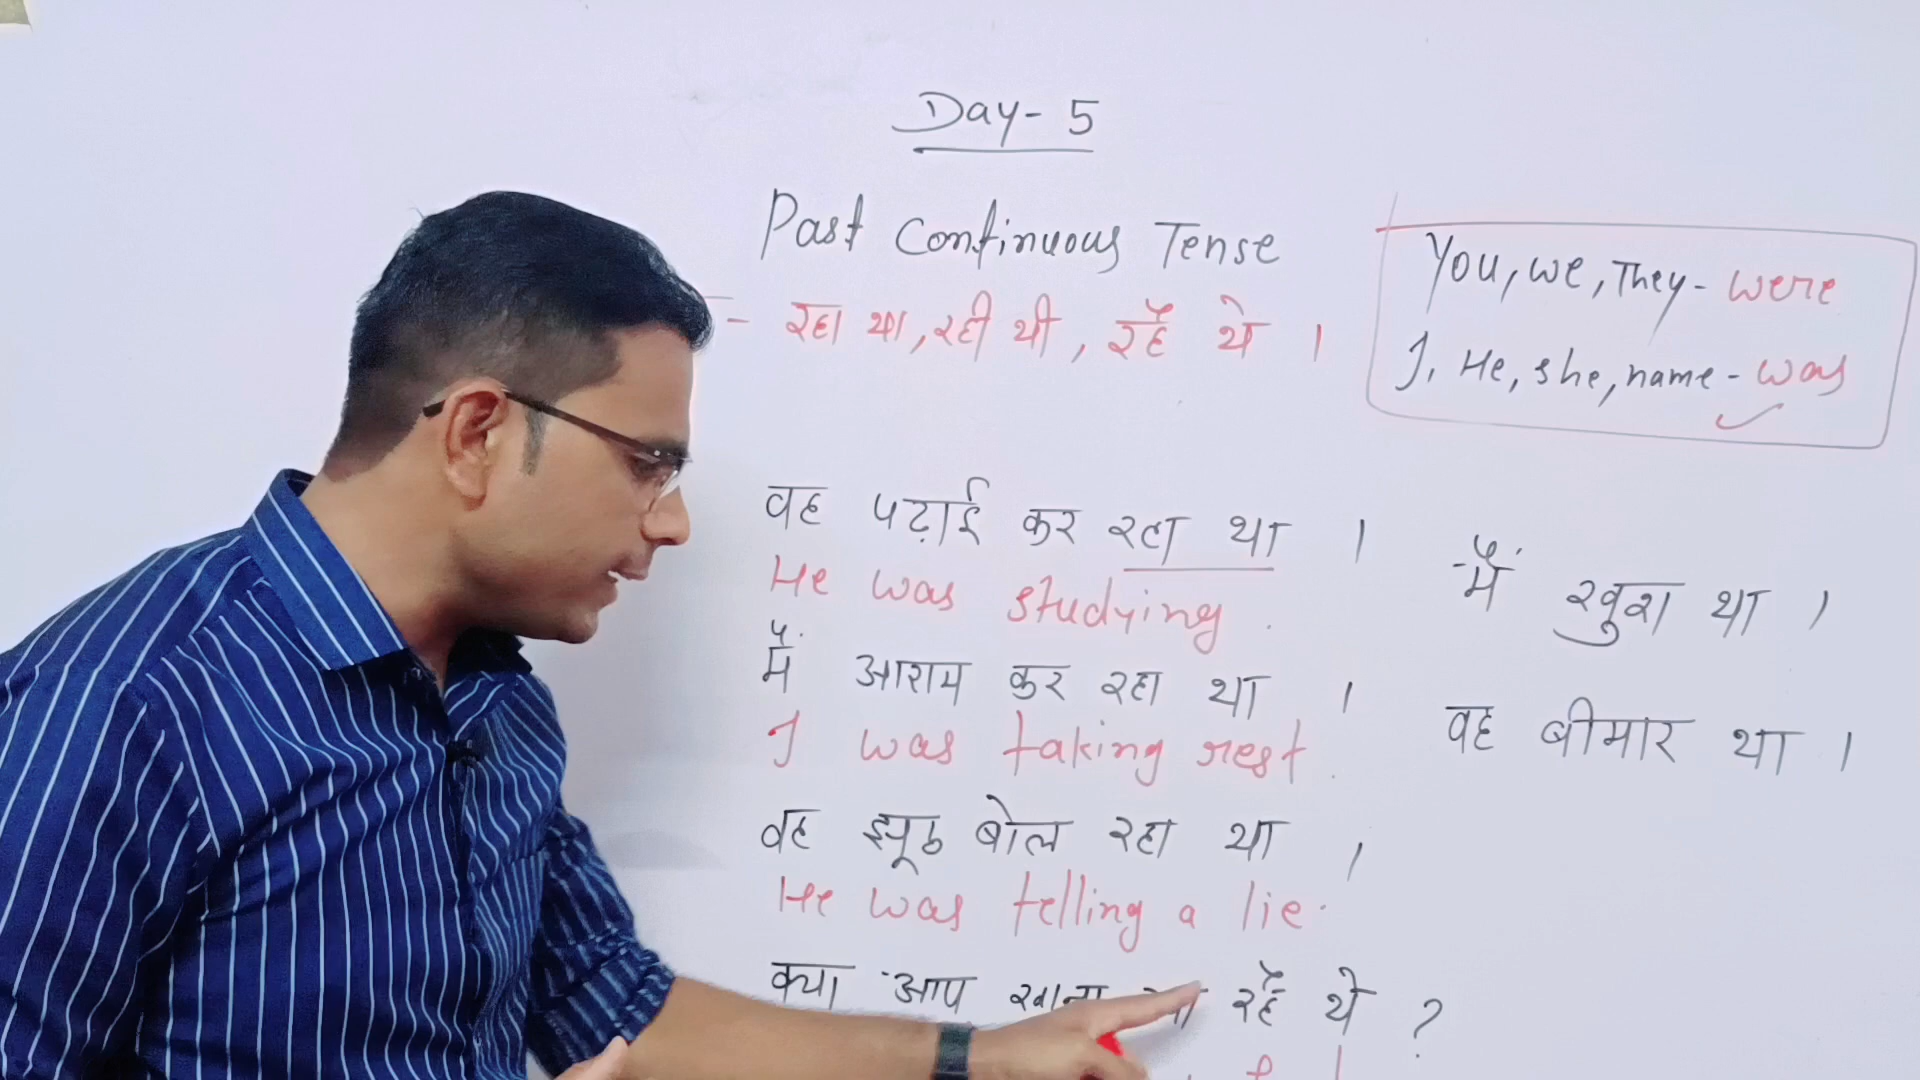 Day - 5
Past Continuous Tense
- रहा था, रही थी, रहे थे ।
You, we, They - were
I, He, she, name - was
वह पढ़ाई कर रहा था ।
He was studying.
मैं आराम कर रहा था ।
I was taking rest.
वह झूठ बोल रहा था ।
He was telling a lie.
क्या आप खाना रहे थे ?
मैं खुश था ।
वह बीमार था ।